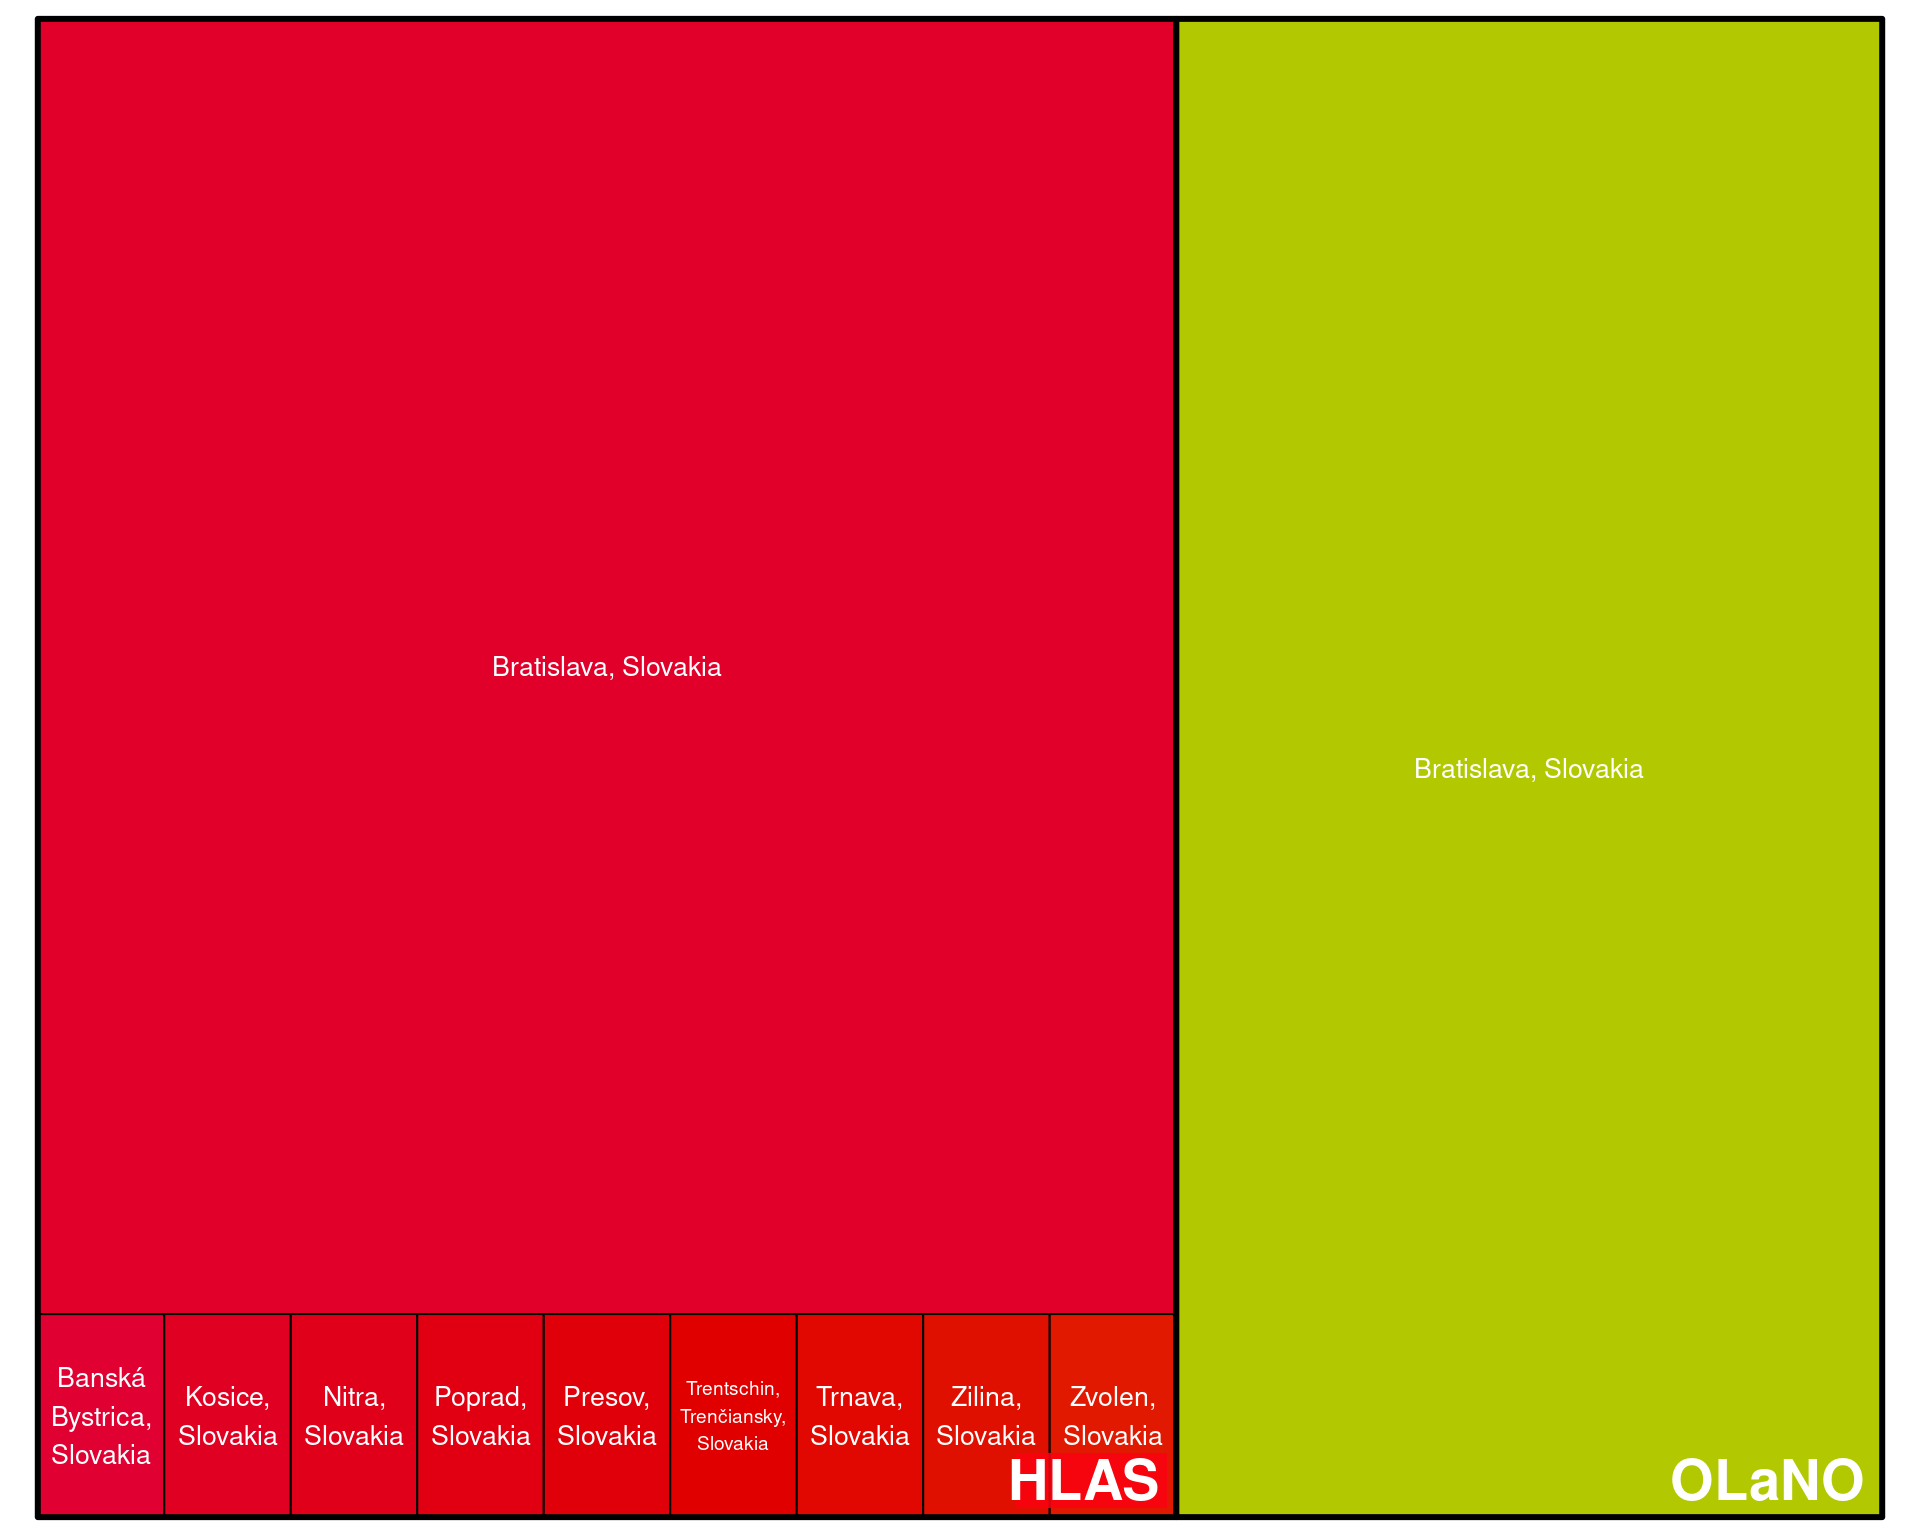 Bratislava, Slovakia
Bratislava, Slovakia
Banská
Bystrica,
Slovakia
Kosice,
Slovakia
Nitra,
Slovakia
Poprad,
Slovakia
Presov,
Slovakia
Trentschin,
Trenčiansky,
Slovakia
Trnava,
Slovakia
Zilina,
Slovakia
Zvolen,
Slovakia
HLAS
OLaNO